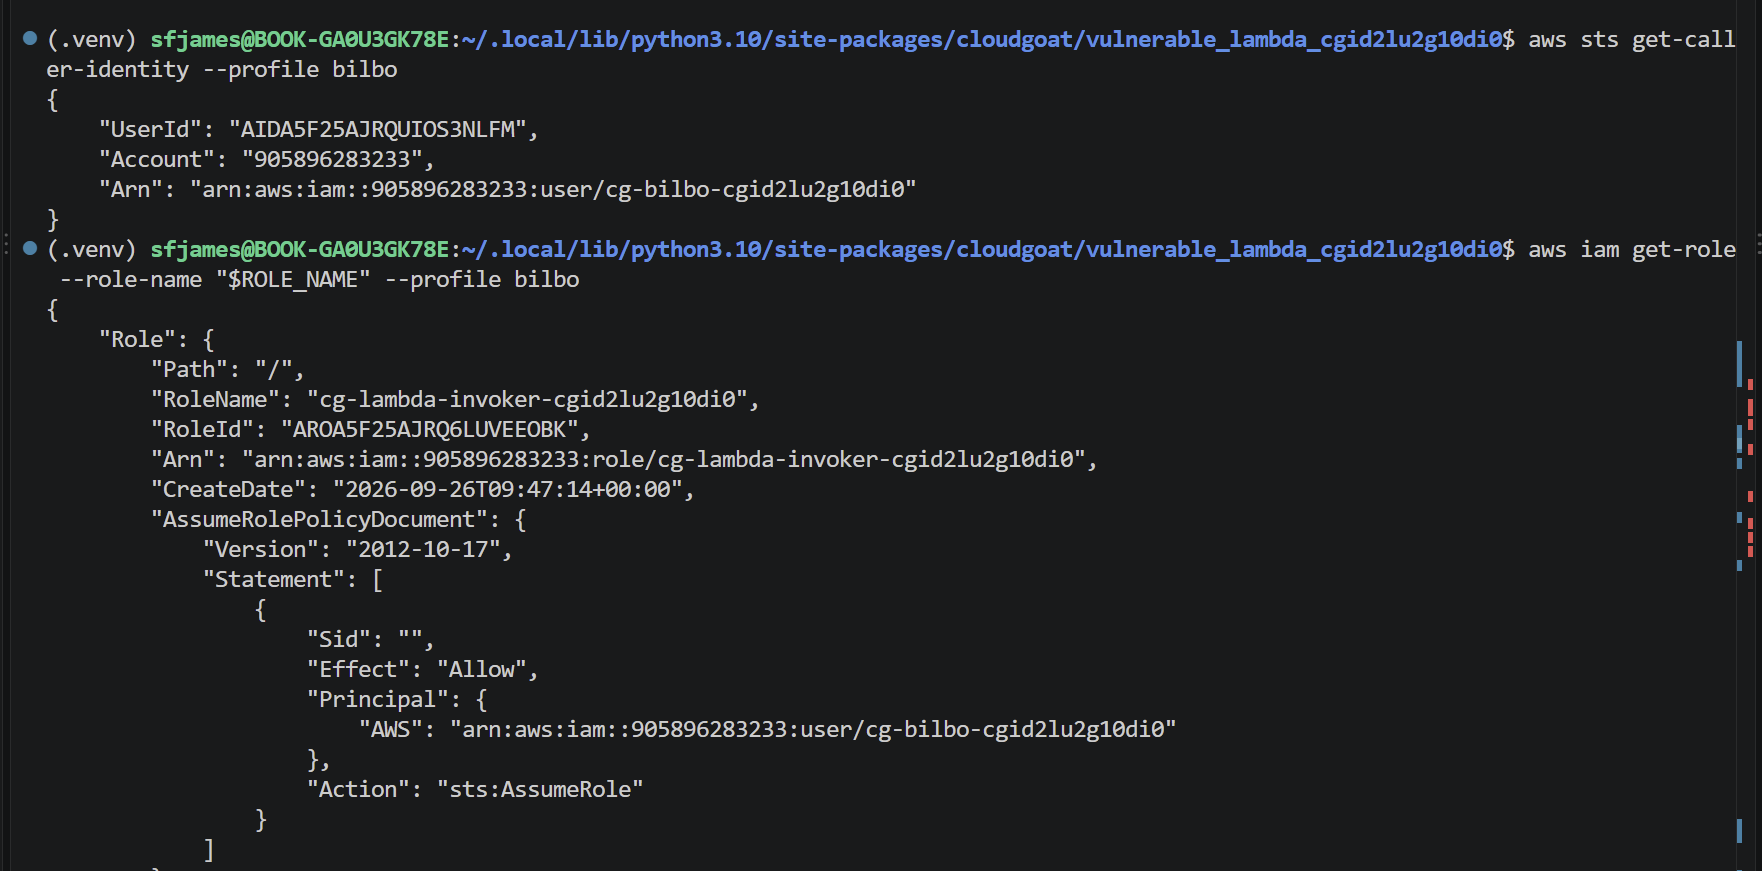 (.venv) sfjames@BOOK-GA0U3GK78E:~/.local/lib/python3.10/site-packages/cloudgoat/vulnerable_lambda_cgid2lu2g10di0$ aws sts get-call
er-identity --profile bilbo
{
    "UserId": "AIDA5F25AJRQUIOS3NLFM",
    "Account": "905896283233",
    "Arn": "arn:aws:iam::905896283233:user/cg-bilbo-cgid2lu2g10di0"
}
(.venv) sfjames@BOOK-GA0U3GK78E:~/.local/lib/python3.10/site-packages/cloudgoat/vulnerable_lambda_cgid2lu2g10di0$ aws iam get-role
 --role-name "$ROLE_NAME" --profile bilbo
{
    "Role": {
        "Path": "/",
        "RoleName": "cg-lambda-invoker-cgid2lu2g10di0",
        "RoleId": "AROA5F25AJRQ6LUVEEOBK",
        "Arn": "arn:aws:iam::905896283233:role/cg-lambda-invoker-cgid2lu2g10di0",
        "CreateDate": "2026-09-26T09:47:14+00:00",
        "AssumeRolePolicyDocument": {
            "Version": "2012-10-17",
            "Statement": [
                {
                    "Sid": "",
                    "Effect": "Allow",
                    "Principal": {
                        "AWS": "arn:aws:iam::905896283233:user/cg-bilbo-cgid2lu2g10di0"
                    },
                    "Action": "sts:AssumeRole"
                }
            ]